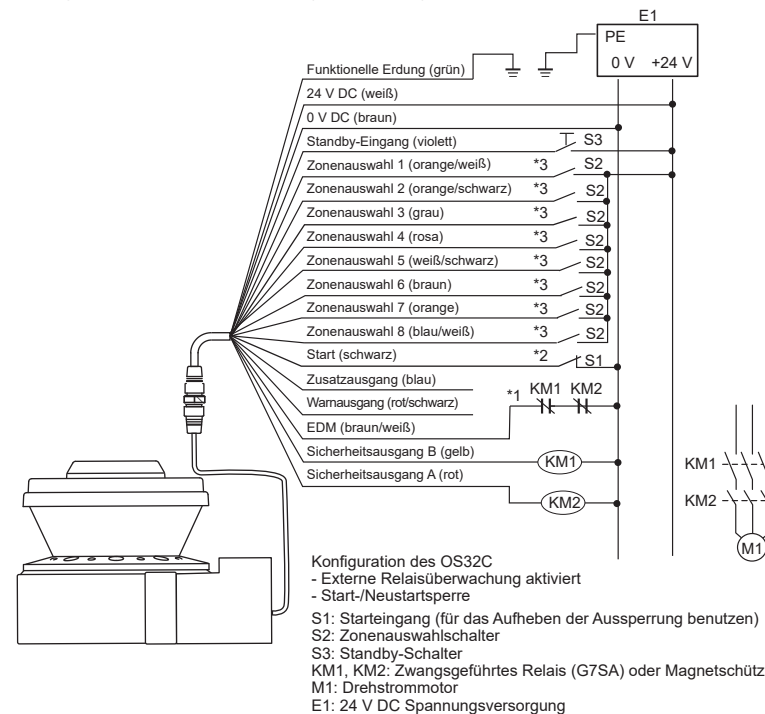 E1
PE
0 V +24 V
Funktionelle Erdung (grün)
24 V DC (weiß)
0 V DC (braun)
Standby-Eingang (violett) S3
Zonenauswahl 1 (orange/weiß) *3 S2
Zonenauswahl 2 (orange/schwarz) *3 S2
Zonenauswahl 3 (grau) *3 S2
Zonenauswahl 4 (rosa) *3 S2
Zonenauswahl 5 (weiß/schwarz) *3 S2
Zonenauswahl 6 (braun) *3 S2
Zonenauswahl 7 (orange) *3 S2
Zonenauswahl 8 (blau/weiß) *3 S2
Start (schwarz) *2 S1
Zusatzausgang (blau)
Warnausgang (rot/schwarz) *1 KM1 KM2
EDM (braun/weiß)
Sicherheitsausgang B (gelb) KM1
Sicherheitsausgang A (rot) KM2
KM1
KM2
M1
Konfiguration des OS32C
- Externe Relaisüberwachung aktiviert
- Start-/Neustartsperre
S1: Starteingang (für das Aufheben der Aussperrung benutzen)
S2: Zonenauswahlschalter
S3: Standby-Schalter
KM1, KM2: Zwangsgeführtes Relais (G7SA) oder Magnetschütz
M1: Drehstrommotor
E1: 24 V DC Spannungsversorgung